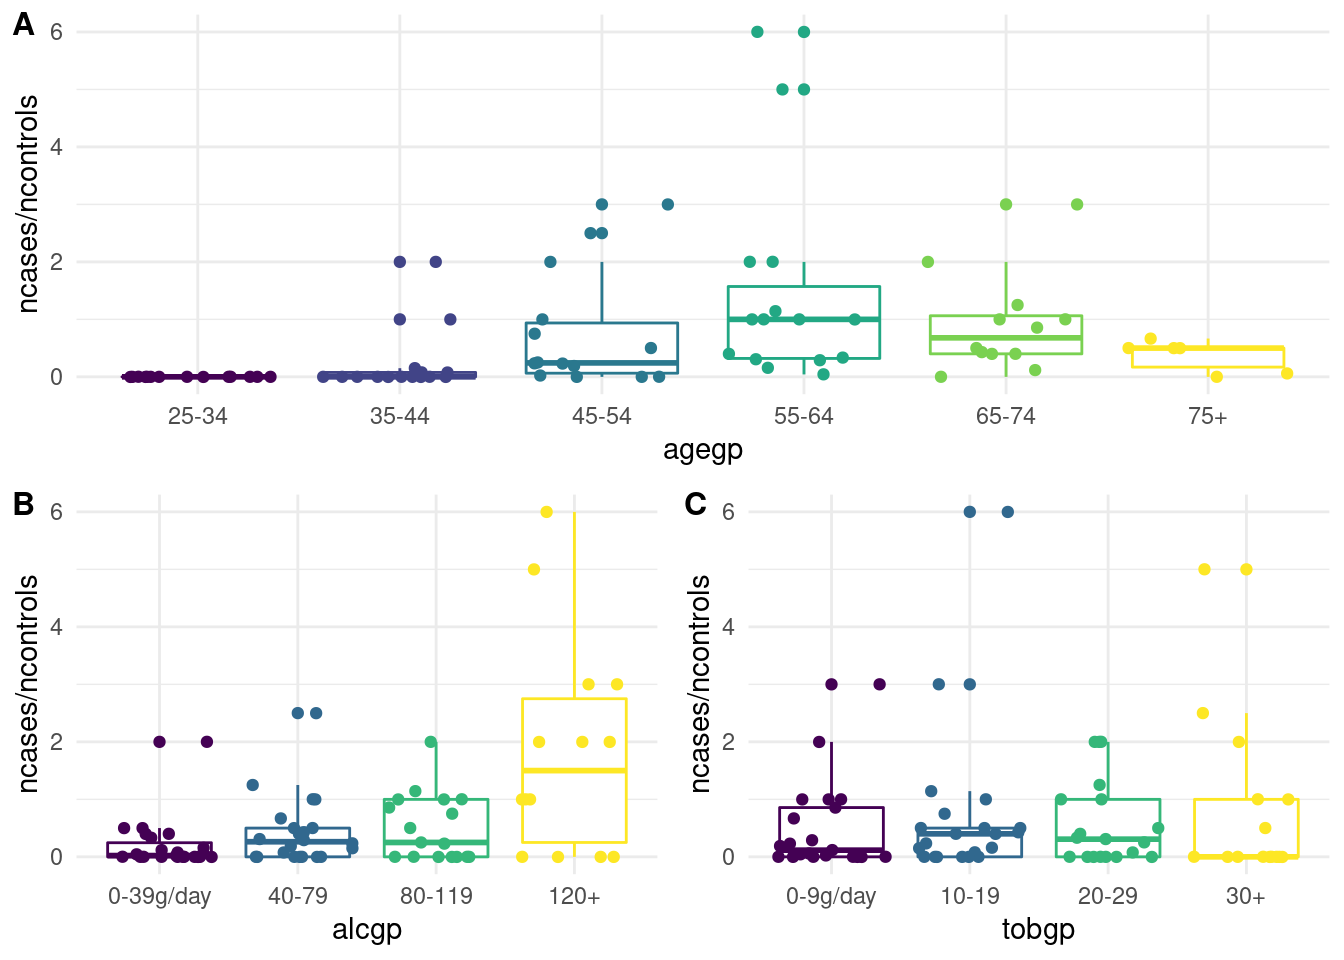 A
ncases/ncontrols
6
4
2
0
25-34 35-44 45-54 55-64 65-74 75+
agegp
B
ncases/ncontrols
6
4
2
0
0-39g/day 40-79 80-119 120+
alcgp
C
ncases/ncontrols
6
4
2
0
0-9g/day 10-19 20-29 30+
tobgp